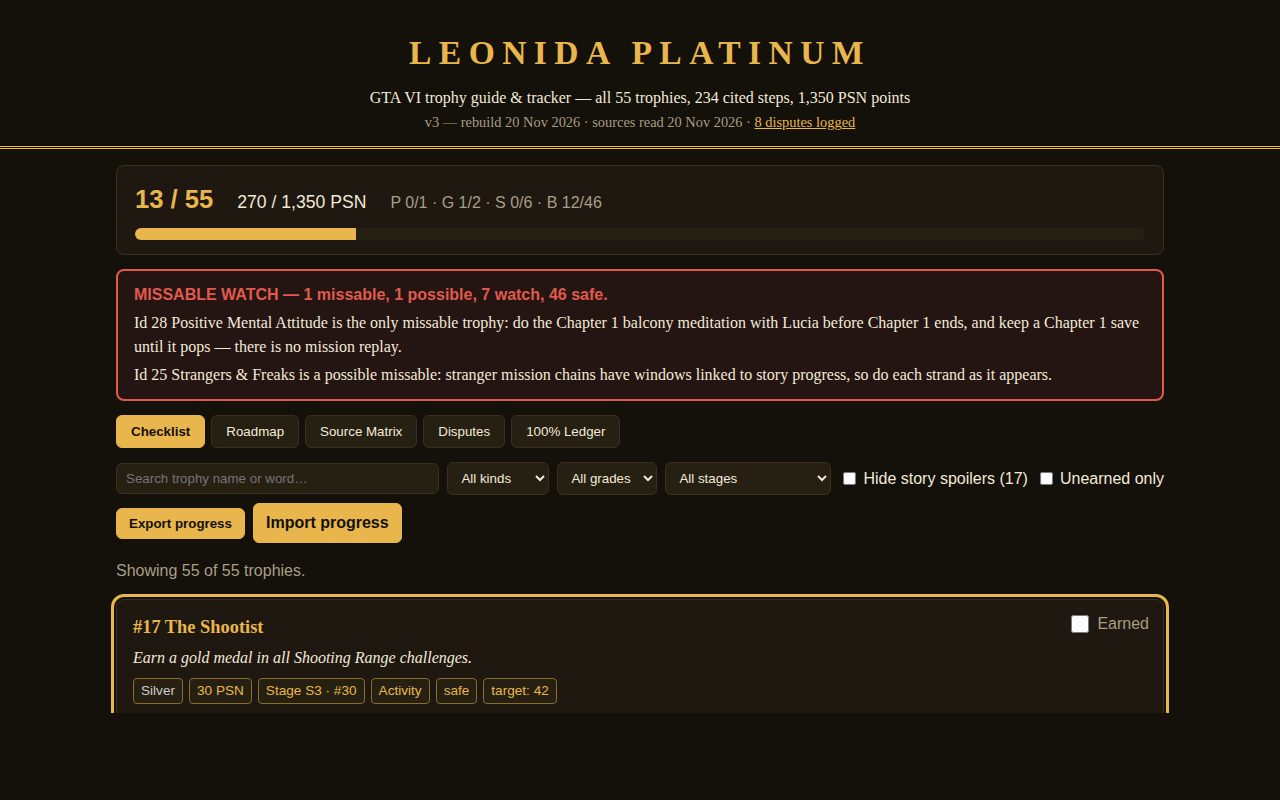 LEONIDA PLATINUM
GTA VI trophy guide & tracker — all 55 trophies, 234 cited steps, 1,350 PSN points
v3 — rebuild 20 Nov 2026 · sources read 20 Nov 2026 · 8 disputes logged
13 / 55 270 / 1,350 PSN P 0/1 · G 1/2 · S 0/6 · B 12/46
MISSABLE WATCH — 1 missable, 1 possible, 7 watch, 46 safe.
Id 28 Positive Mental Attitude is the only missable trophy: do the Chapter 1 balcony meditation with Lucia before Chapter 1 ends, and keep a Chapter 1 save
until it pops — there is no mission replay.
Id 25 Strangers & Freaks is a possible missable: stranger mission chains have windows linked to story progress, so do each strand as it appears.
Checklist Roadmap Source Matrix Disputes 100% Ledger
Search trophy name or word… All kinds All grades All stages Hide story spoilers (17) Unearned only
Export progress Import progress
Showing 55 of 55 trophies.
#17 The Shootist Earned
Earn a gold medal in all Shooting Range challenges.
Silver 30 PSN Stage S3 · #30 Activity safe target: 42